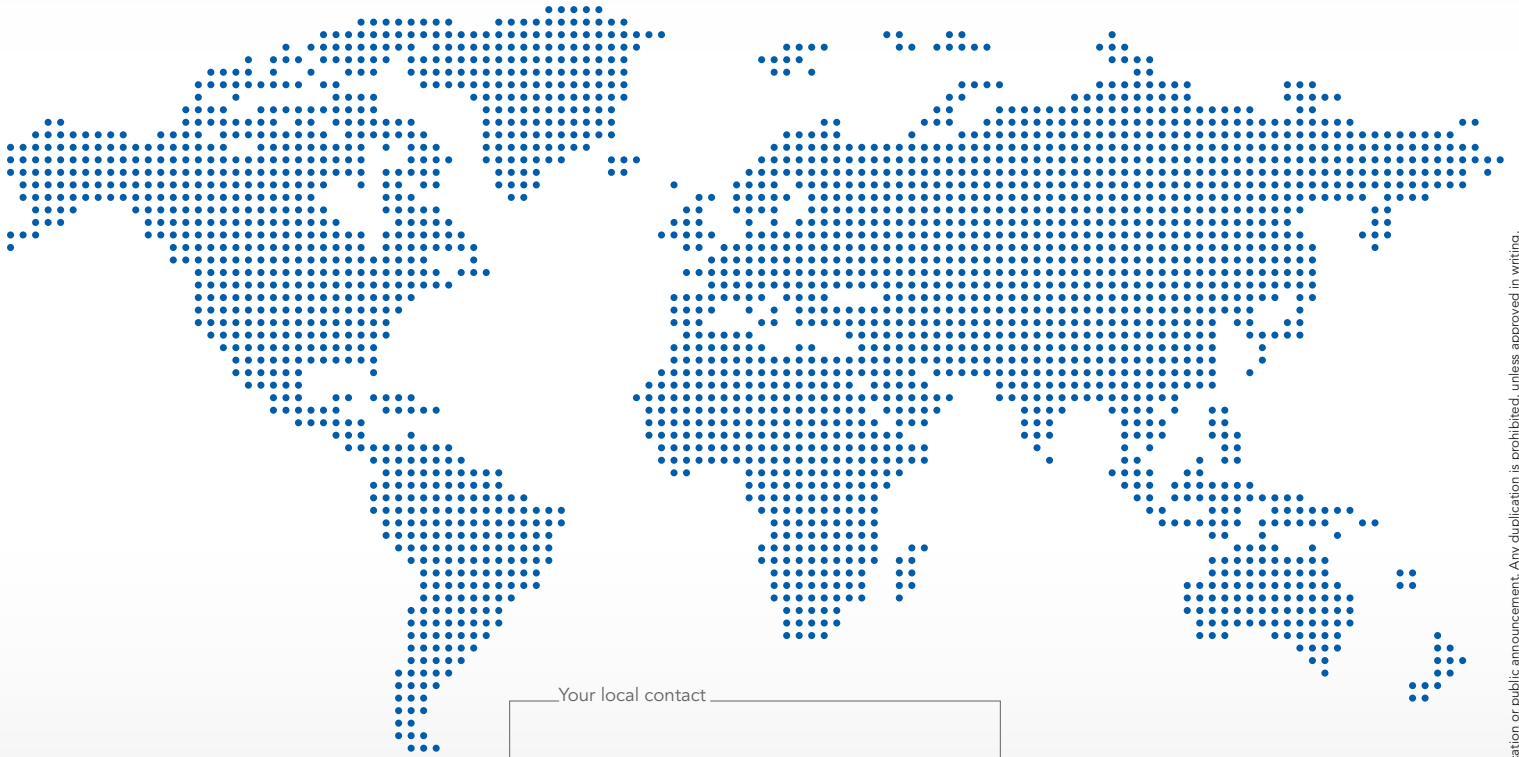 Your local contact
ation or public announcement. Any duplication is prohibited, unless approved in writing.